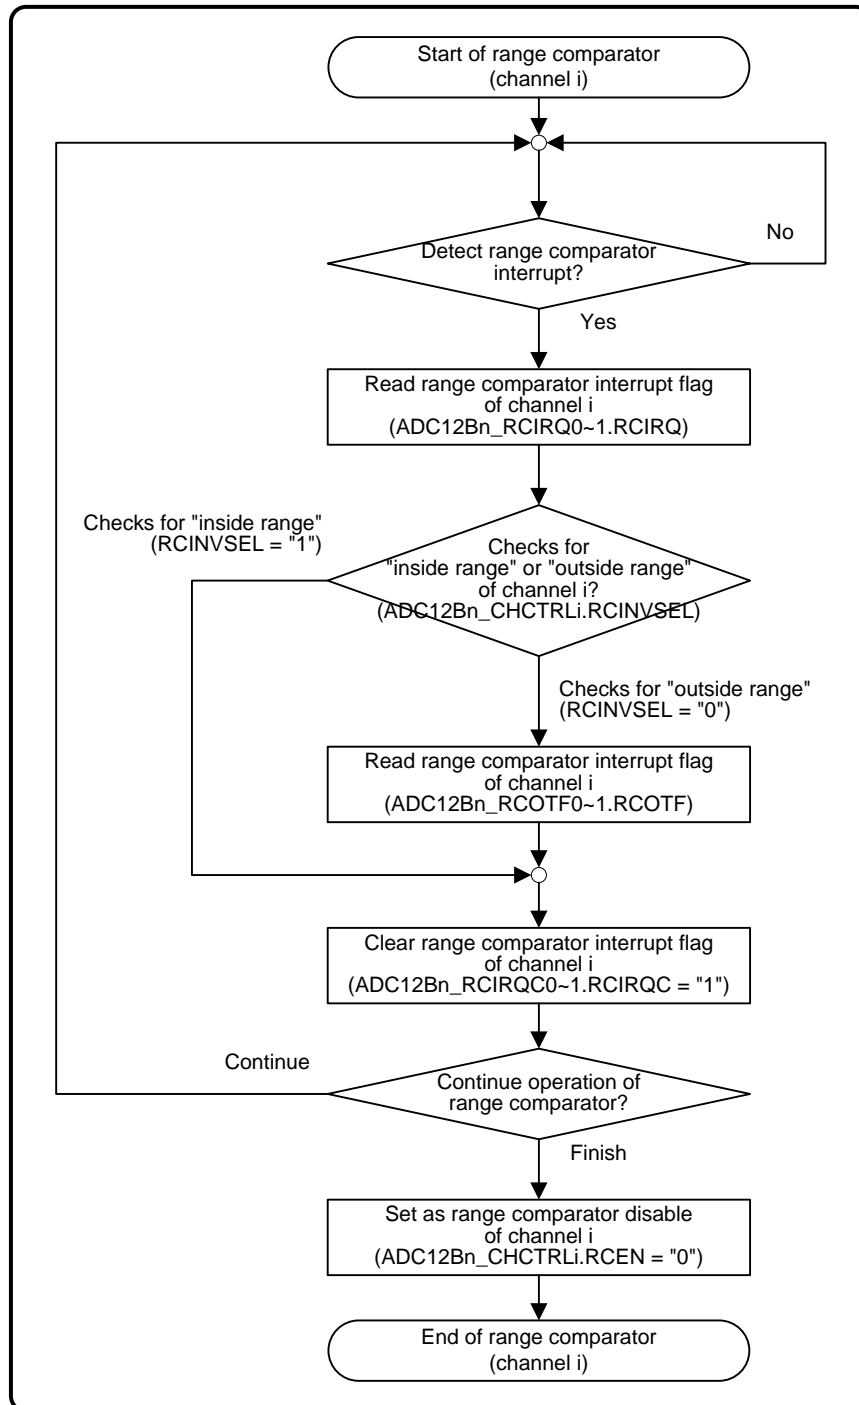 Start of range comparator
(channel i)
No
Detect range comparator
interrupt?
Yes
Read range comparator interrupt flag
of channel i
(ADC12Bn_RCIRQ0~1.RCIRQ)
Checks for "inside range"
(RCINVSEL = "1")
Checks for
"inside range" or "outside range"
of channel i?
(ADC12Bn_CHCTRLi.RCINVSEL)
Checks for "outside range"
(RCINVSEL = "0")
Read range comparator interrupt flag
of channel i
(ADC12Bn_RCOTF0~1.RCOTF)
Clear range comparator interrupt flag
of channel i
(ADC12Bn_RCIRQC0~1.RCIRQC = "1")
Continue
Continue operation of
range comparator?
Finish
Set as range comparator disable
of channel i
(ADC12Bn_CHCTRLi.RCEN = "0")
End of range comparator
(channel i)